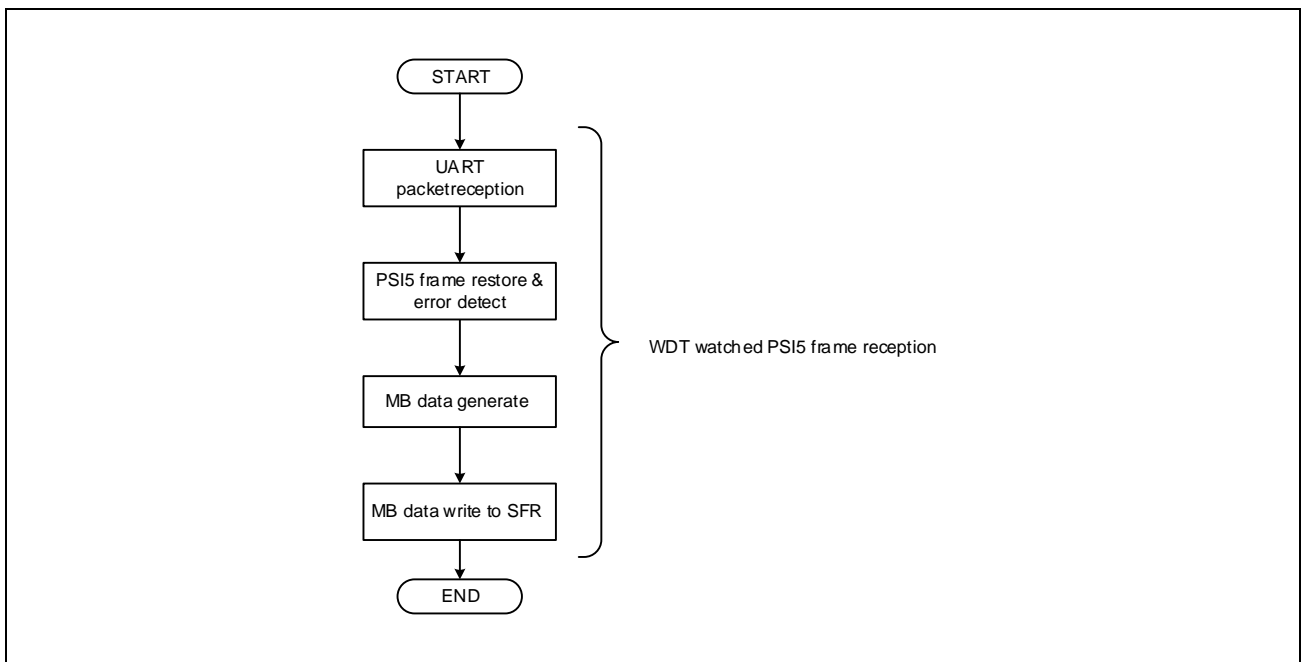 START
UART
packetreception
PSI5 frame restore &
error detect
WDT watched PSI5 frame reception
MB data generate
MB data write to SFR
END